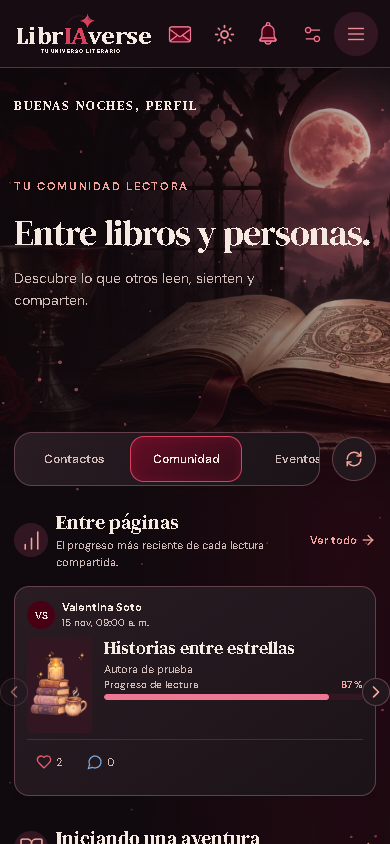 LibrIAverse
TU UNIVERSO LITERARIO
BUENAS NOCHES, PERFIL
TU COMUNIDAD LECTORA
Entre libros y personas.
Descubre lo que otros leen, sienten y
comparten.
Contactos
Comunidad
Eventos
Entre páginas
El progreso más reciente de cada lectura
compartida.
Ver todo
VS
Valentina Soto
15 nov, 09:00 a. m.
Historias entre estrellas
Autora de prueba
Progreso de lectura
87%
2
0
Iniciando una aventura